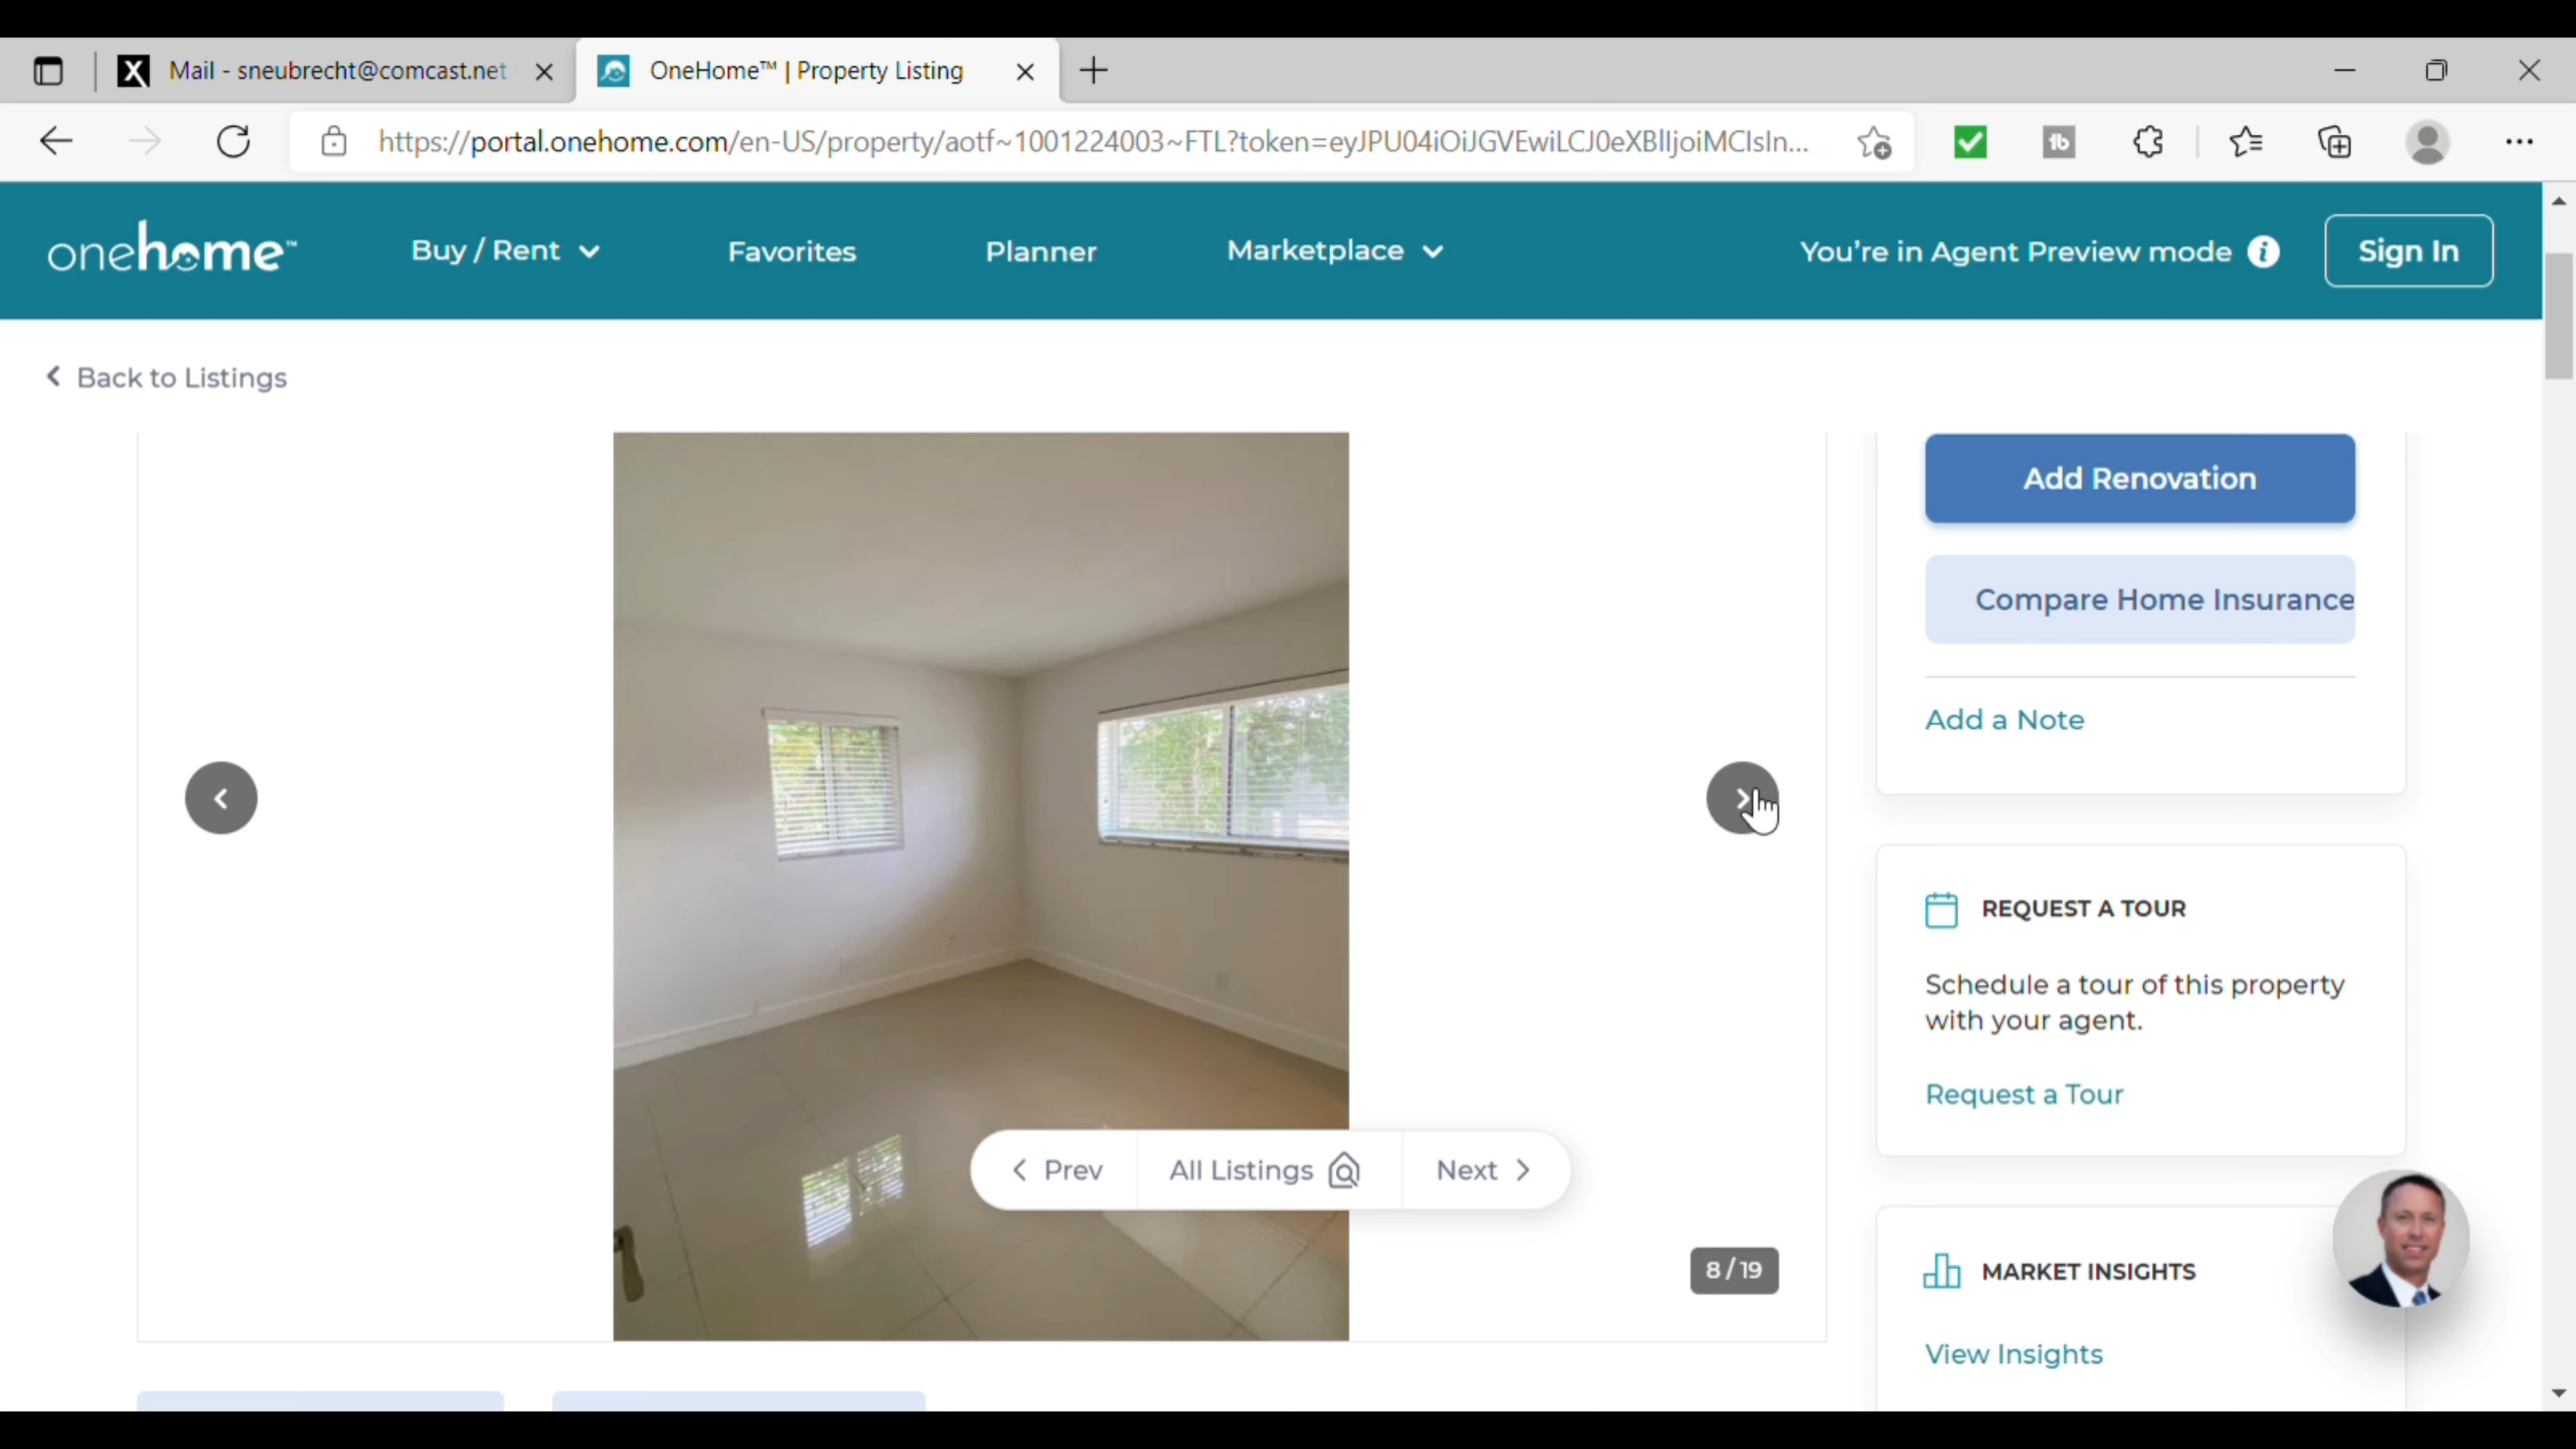 Mail - sneubrecht@comcast.net
OneHome™ | Property Listing
https://portal.onehome.com/en-US/property/aotf~1001224003~FTL?token=eyJPU04iOiJGVEwiLCJ0eXBlIjoiMCIsIn...
onehome™
Buy / Rent
Favorites
Planner
Marketplace
You're in Agent Preview mode
Sign In
Back to Listings
Add Renovation
Compare Home Insurance
Add a Note
REQUEST A TOUR
Schedule a tour of this property
with your agent.
Request a Tour
Prev
All Listings
Next
8 / 19
MARKET INSIGHTS
View Insights